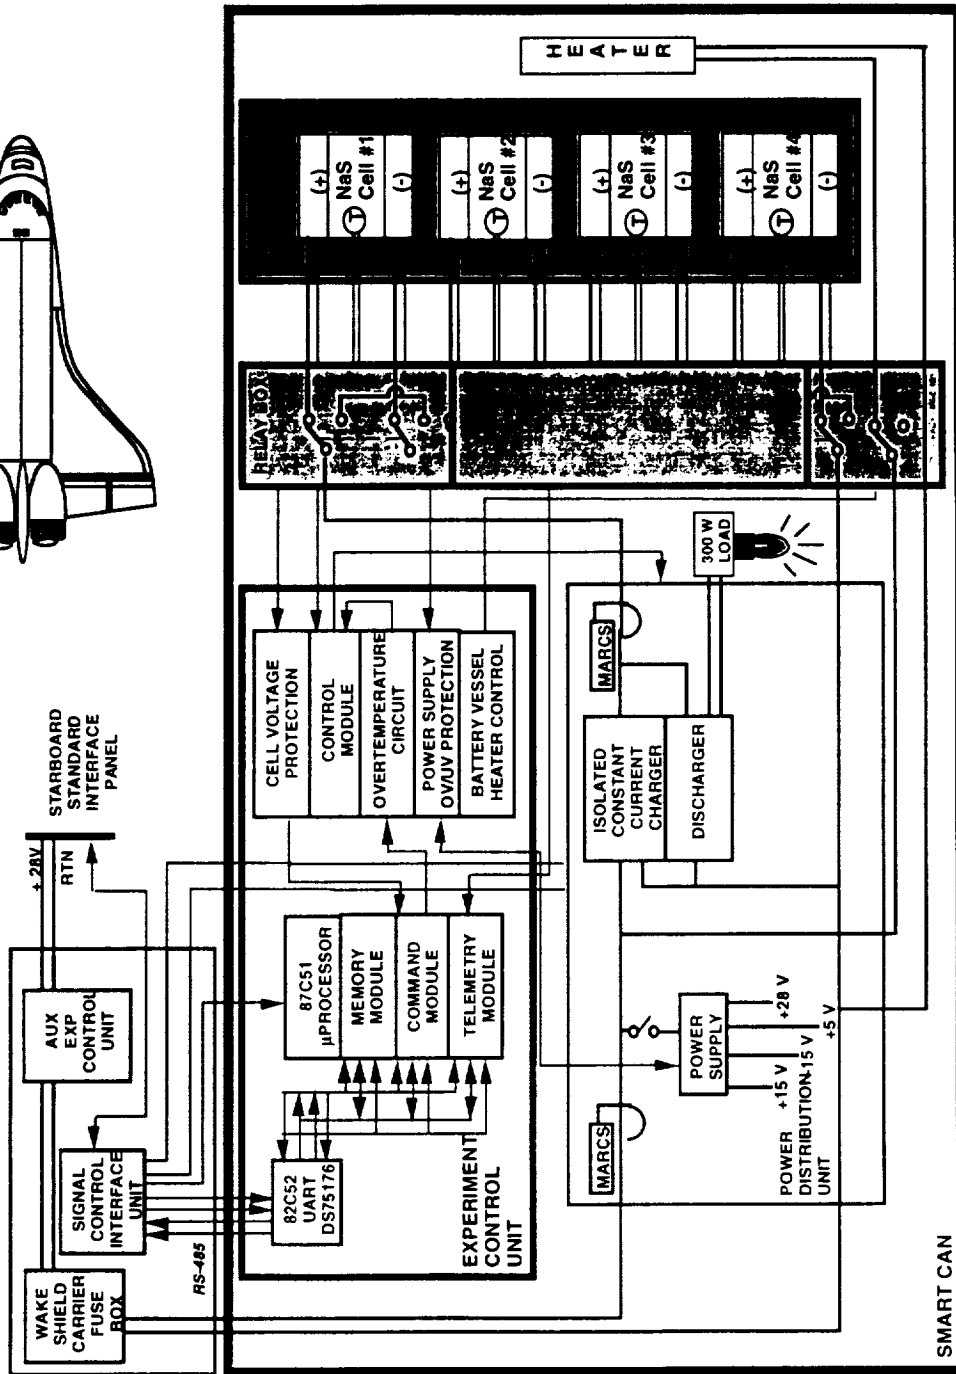 HEATER
(+)
NaS
Cell #1
T
(-)
(+)
NaS
Cell #2
T
(-)
(+)
NaS
Cell #3
T
(-)
(+)
NaS
Cell #4
T
(-)
RELAY BOX
300 W
LOAD
STARBOARD
STANDARD
INTERFACE
PANEL
+ 28V
RTN
CELL VOLTAGE
PROTECTION
CONTROL
MODULE
OVERTEMPERATURE
CIRCUIT
POWER SUPPLY
OV/UV PROTECTION
BATTERY VESSEL
HEATER CONTROL
MARCS
ISOLATED
CONSTANT
CURRENT
CHARGER
DISCHARGER
AUX
EXP
CONTROL
UNIT
87C51
µPROCESSOR
MEMORY
MODULE
COMMAND
MODULE
TELEMETRY
MODULE
POWER
SUPPLY
+28 V
+5 V
-15 V
+15 V
SIGNAL
CONTROL
INTERFACE
UNIT
82C52
UART
DS75176
EXPERIMENT
CONTROL
UNIT
MARCS
POWER
DISTRIBUTION
UNIT
WAKE
SHIELD
CARRIER
FUSE
BOX
RS-485
SMART CAN